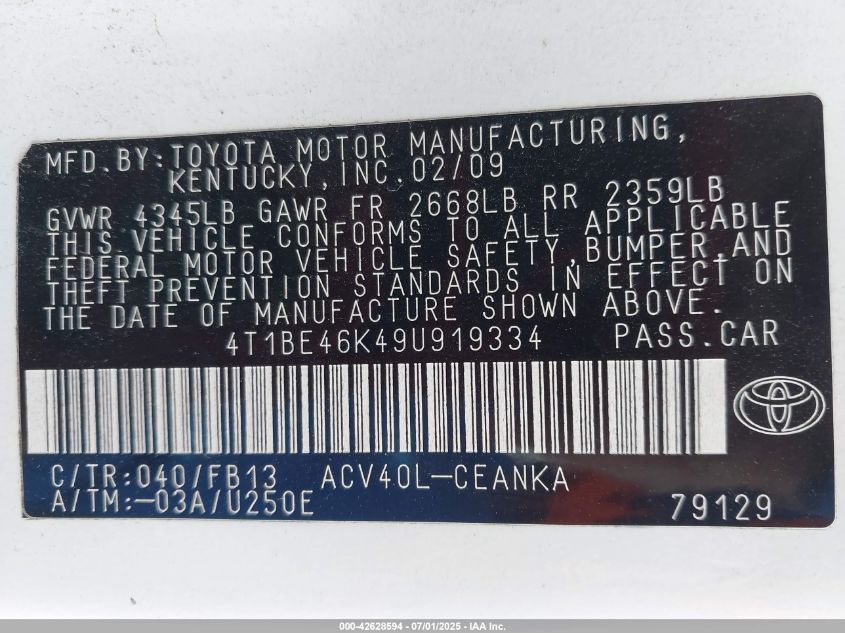 MFD. BY: TOYOTA MOTOR MANUFACTURING,
KENTUCKY, INC. 02/09
GVWR 4345LB GAWR FR 2668LB RR 2359LB
THIS VEHICLE CONFORMS TO ALL APPLICABLE
FEDERAL MOTOR VEHICLE SAFETY, BUMPER, AND
THEFT PREVENTION STANDARDS IN EFFECT ON
THE DATE OF MANUFACTURE SHOWN ABOVE.
4T1BE46K49U919334 PASS. CAR
C/TR: 040/FB13 ACV40L-CEANKA
A/TM: -03A/U250E
79129
000-42628594 - 07/01/2025 - IAA Inc.